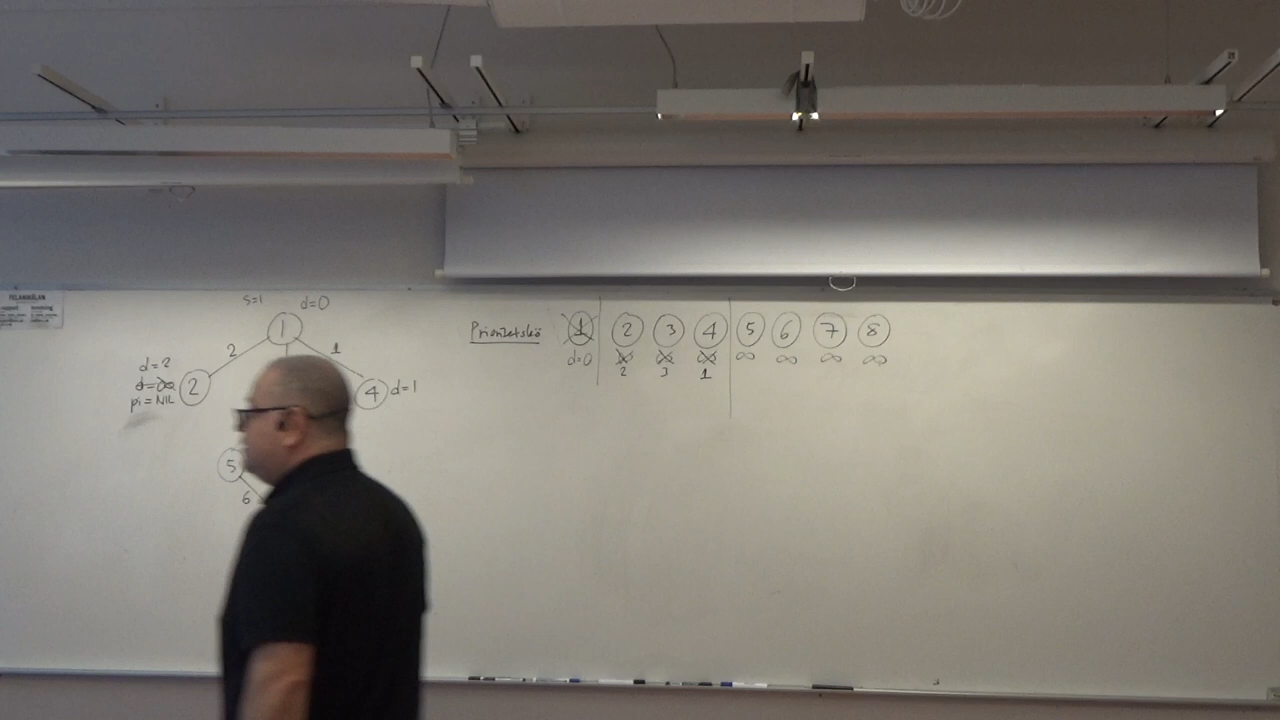 FELANMÄLAN
s=1 d=0
1
2 1
d=2
d=∞
pi=NIL
2
4 d=1
5
6
Prioritetskö 1 2 3 4 5 6 7 8
d=0 ∞ ∞ ∞ ∞ ∞ ∞ ∞
2 3 1